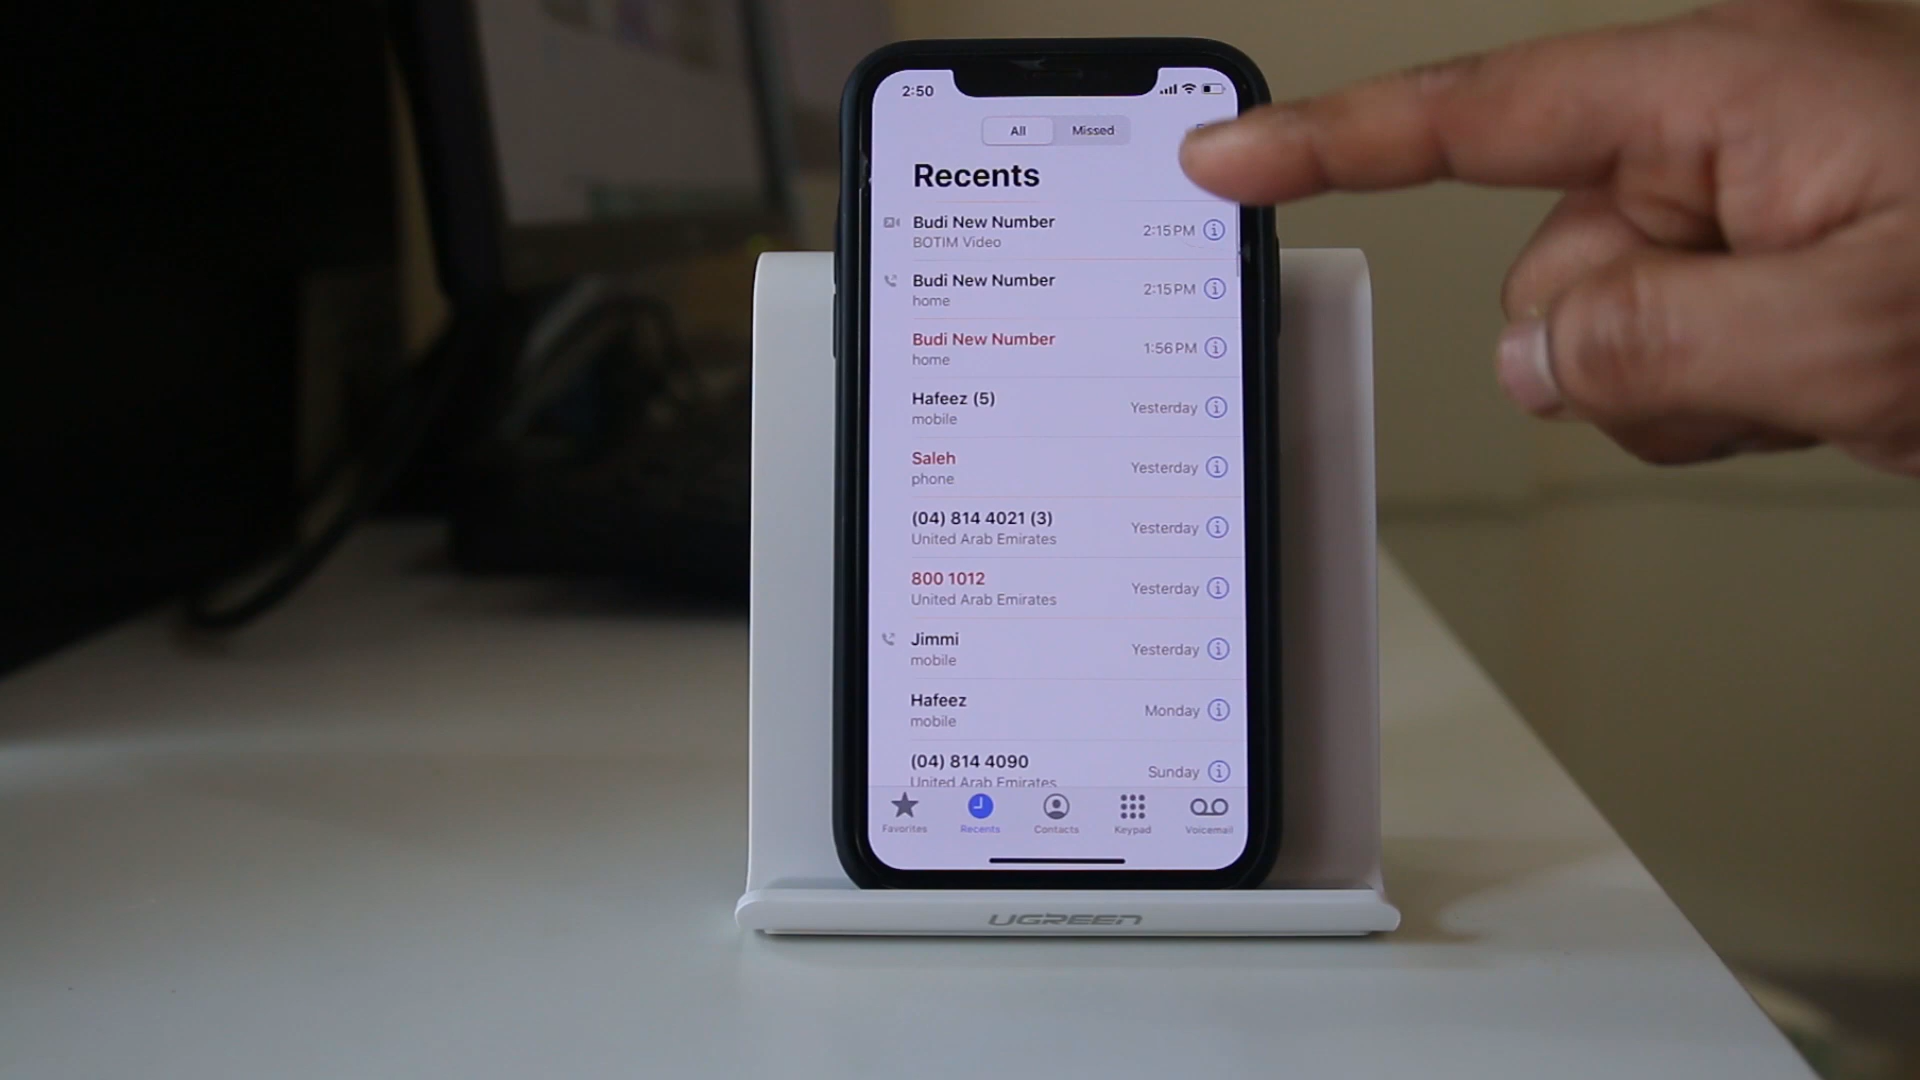 2:50
All Missed
Recents
Budi New Number
BOTIM Video
2:15 PM
Budi New Number
home
2:15 PM
Budi New Number
home
1:56 PM
Hafeez (5)
mobile
Yesterday
Saleh
phone
Yesterday
(04) 814 4021 (3)
United Arab Emirates
Yesterday
800 1012
United Arab Emirates
Yesterday
Jimmi
mobile
Yesterday
Hafeez
mobile
Monday
(04) 814 4090
United Arab Emirates
Sunday
Favorites Recents Contacts Keypad Voicemail
UGREEN